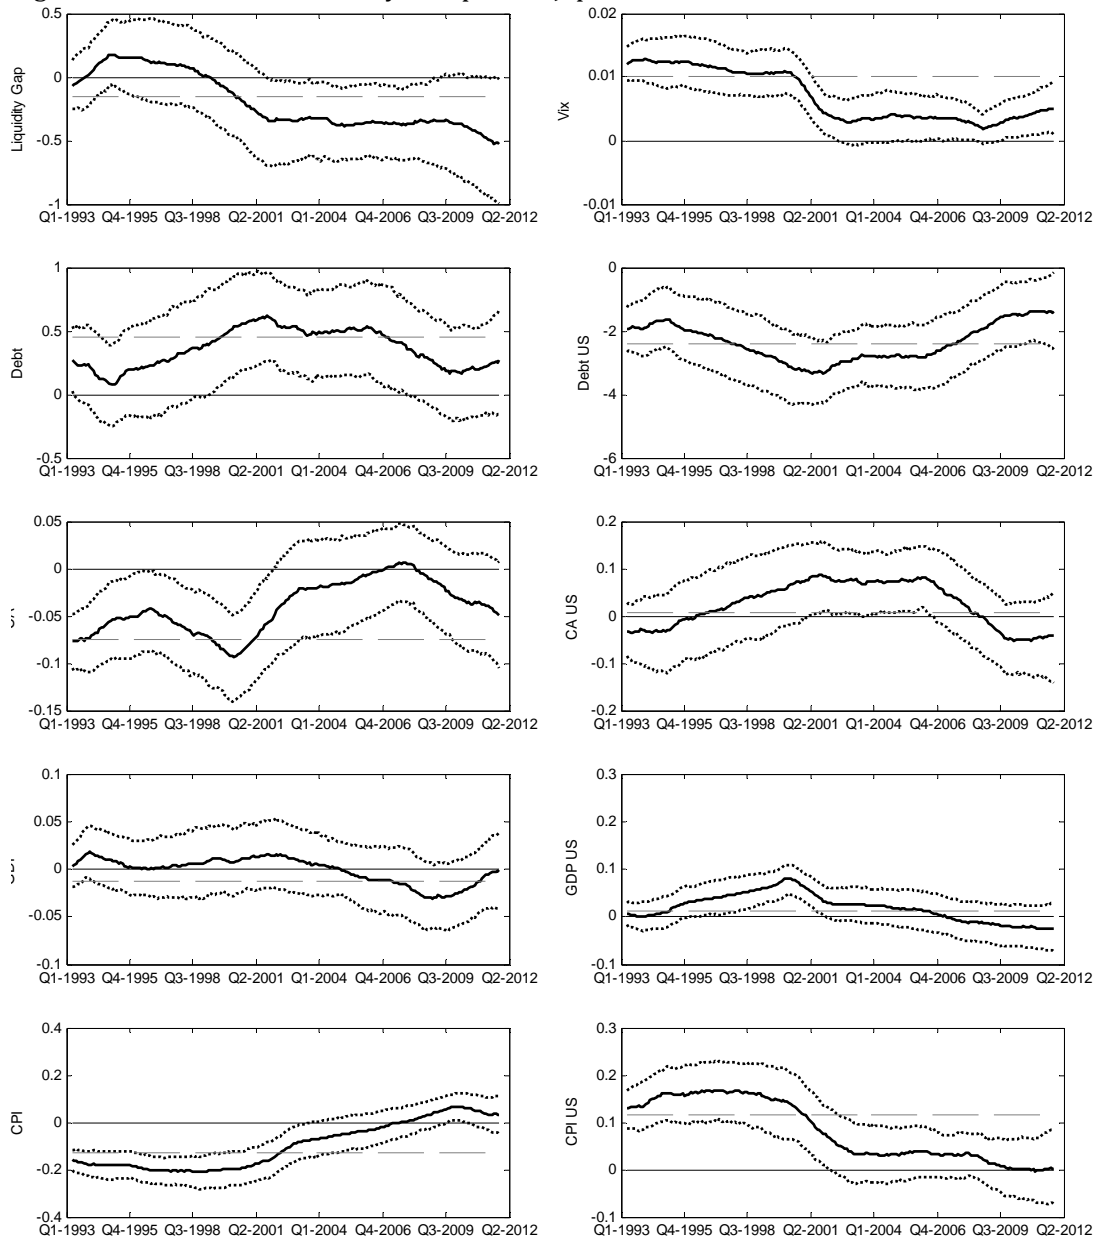 Liquidity Gap
0.5
0
-0.5
-1
Q1-1993 Q4-1995 Q3-1998 Q2-2001 Q1-2004 Q4-2006 Q3-2009 Q2-2012
Vix
0.02
0.01
0
-0.01
Q1-1993 Q4-1995 Q3-1998 Q2-2001 Q1-2004 Q4-2006 Q3-2009 Q2-2012
Debt
1
0.5
0
-0.5
Q1-1993 Q4-1995 Q3-1998 Q2-2001 Q1-2004 Q4-2006 Q3-2009 Q2-2012
Debt US
0
-2
-4
-6
Q1-1993 Q4-1995 Q3-1998 Q2-2001 Q1-2004 Q4-2006 Q3-2009 Q2-2012
0.05
0
-0.05
-0.1
-0.15
Q1-1993 Q4-1995 Q3-1998 Q2-2001 Q1-2004 Q4-2006 Q3-2009 Q2-2012
CA US
0.2
0.1
0
-0.1
-0.2
Q1-1993 Q4-1995 Q3-1998 Q2-2001 Q1-2004 Q4-2006 Q3-2009 Q2-2012
0.1
0.05
0
-0.05
-0.1
Q1-1993 Q4-1995 Q3-1998 Q2-2001 Q1-2004 Q4-2006 Q3-2009 Q2-2012
GDP US
0.3
0.2
0.1
0
-0.1
Q1-1993 Q4-1995 Q3-1998 Q2-2001 Q1-2004 Q4-2006 Q3-2009 Q2-2012
CPI
0.4
0.2
0
-0.2
-0.4
Q1-1993 Q4-1995 Q3-1998 Q2-2001 Q1-2004 Q4-2006 Q3-2009 Q2-2012
CPI US
0.3
0.2
0.1
0
-0.1
Q1-1993 Q4-1995 Q3-1998 Q2-2001 Q1-2004 Q4-2006 Q3-2009 Q2-2012